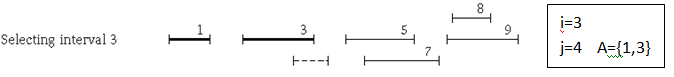 8
1
3
5
9
Selecting interval 3
7
i=3
j=4 A={1,3}